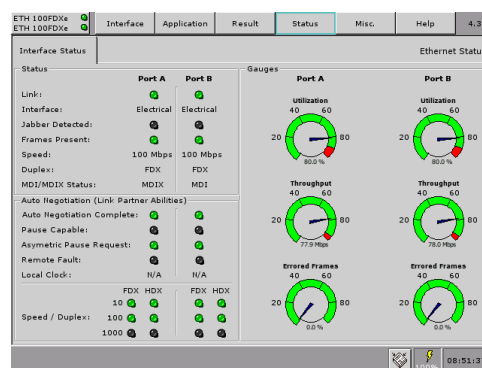 ETH 100FDXe
ETH 100FDXe
Interface Application Result Status Misc. Help 4.3
Interface Status
Ethernet Statu
Status
Port A Port B
Link:
Interface: Electrical Electrical
Jabber Detected:
Frames Present:
Speed: 100 Mbps 100 Mbps
Duplex: FDX FDX
MDI/MDIX Status: MDIX MDI
Auto Negotiation (Link Partner Abilities)
Auto Negotiation Complete:
Pause Capable:
Asymetric Pause Request:
Remote Fault:
Local Clock: N/A N/A
FDX HDX FDX HDX
10
Speed / Duplex: 100
1000
Gauges
Port A Port B
Utilization Utilization
40 60 40 60
20 80 20 80
80.0 % 80.0 %
Throughput Throughput
40 60 40 60
20 80 20 80
77.9 Mbps 78.0 Mbps
Errored Frames Errored Frames
40 60 40 60
20 80 20 80
0.0 % 0.0 %
100% 08:51:3